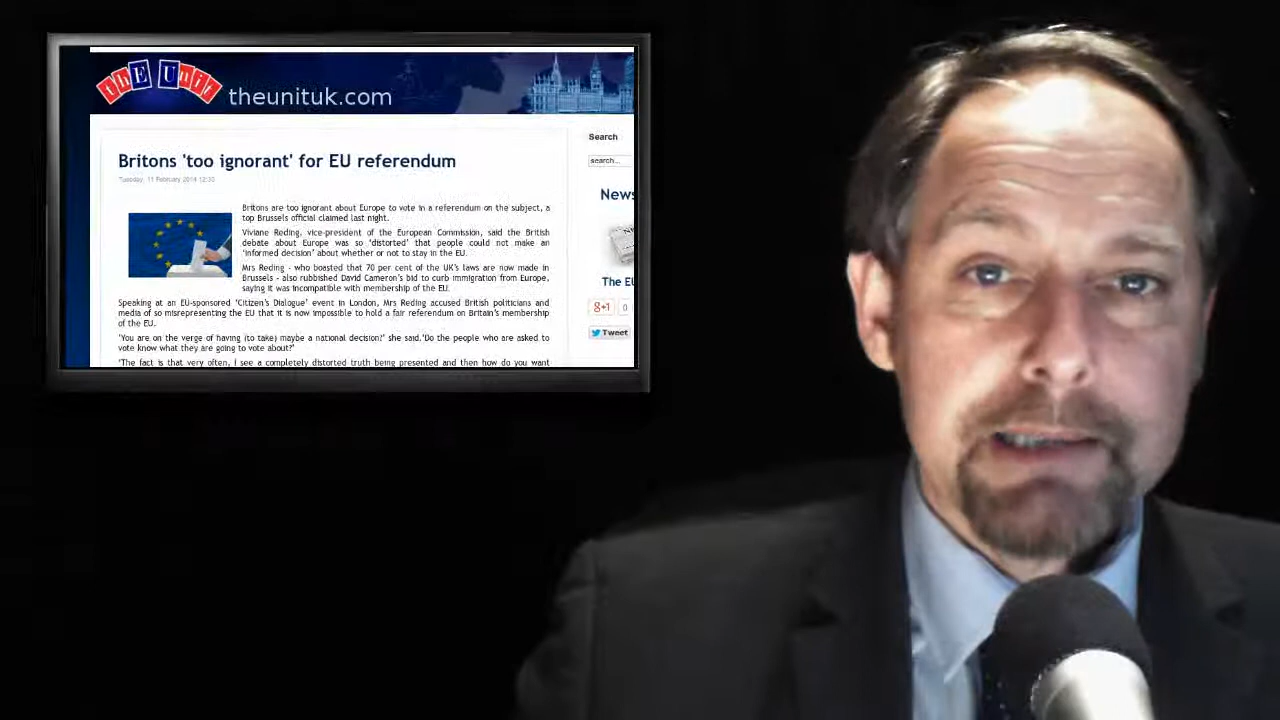 thE Unit
theunituk.com
Search
search...
Britons 'too ignorant' for EU referendum
Tuesday, 11 February 2014 12:35
Britons are too ignorant about Europe to vote in a referendum on the subject, a
top Brussels official claimed last night.
Viviane Reding, vice-president of the European Commission, said the British
debate about Europe was so 'distorted' that people could not make an
'informed decision' about whether or not to stay in the EU.
Mrs Reding - who boasted that 70 per cent of the UK's laws are now made in
Brussels - also rubbished David Cameron's bid to curb immigration from Europe,
saying it was incompatible with membership of the EU.
Speaking at an EU-sponsored 'Citizen's Dialogue' event in London, Mrs Reding accused British politicians and
media of so misrepresenting the EU that it is now impossible to hold a fair referendum on Britain's membership
of the EU.
'You are on the verge of having (to take) maybe a national decision?' she said.'Do the people who are asked to
vote know what they are going to vote about?'
'The fact is that very often, I see a completely distorted truth being presented and then how do you want
News
The EU
g+1 0
Tweet